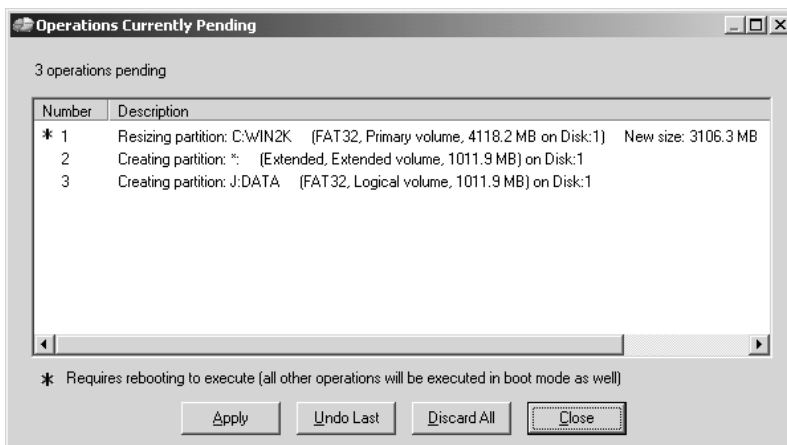 Operations Currently Pending
3 operations pending
Number Description
* 1 Resizing partition: C:WIN2K (FAT32, Primary volume, 4118.2 MB on Disk:1) New size: 3106.3 MB
2 Creating partition: *: (Extended, Extended volume, 1011.9 MB) on Disk:1
3 Creating partition: J:DATA (FAT32, Logical volume, 1011.9 MB) on Disk:1
* Requires rebooting to execute (all other operations will be executed in boot mode as well)
Apply Undo Last Discard All Close